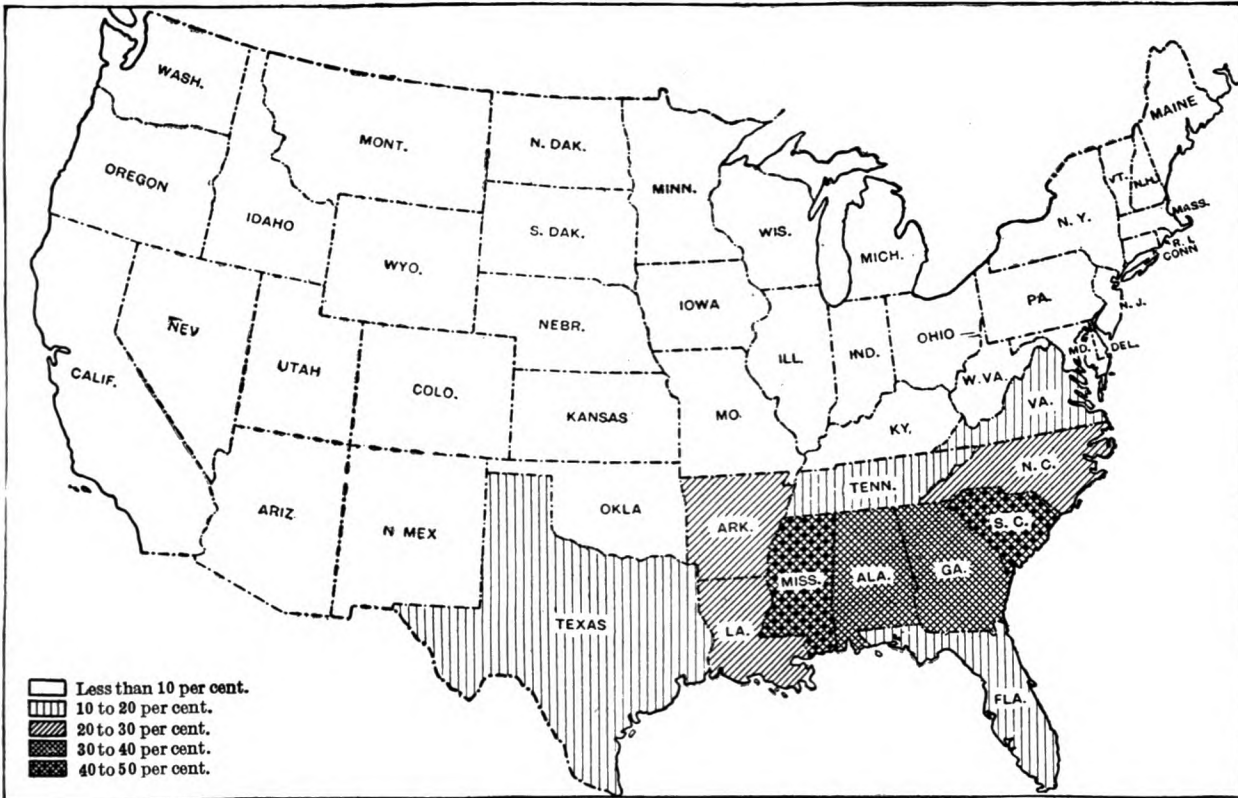 WASH.
MONT.
N. DAK.
MINN.
MAINE
OREGON
IDAHO
S. DAK.
WIS.
MICH.
N. Y.
VT.
N.H.
MASS.
R. I.
CONN
WYO.
IOWA
PA.
N. J.
NEV
NEBR.
ILL.
IND.
OHIO
MD.
DEL.
CALIF.
UTAH
COLO.
KANSAS
MO.
W. VA.
VA.
KY.
ARIZ.
N MEX
OKLA
ARK.
TENN.
N. C.
S. C.
TEXAS
LA.
MISS.
ALA.
GA.
FLA.
Less than 10 per cent.
10 to 20 per cent.
20 to 30 per cent.
30 to 40 per cent.
40 to 50 per cent.